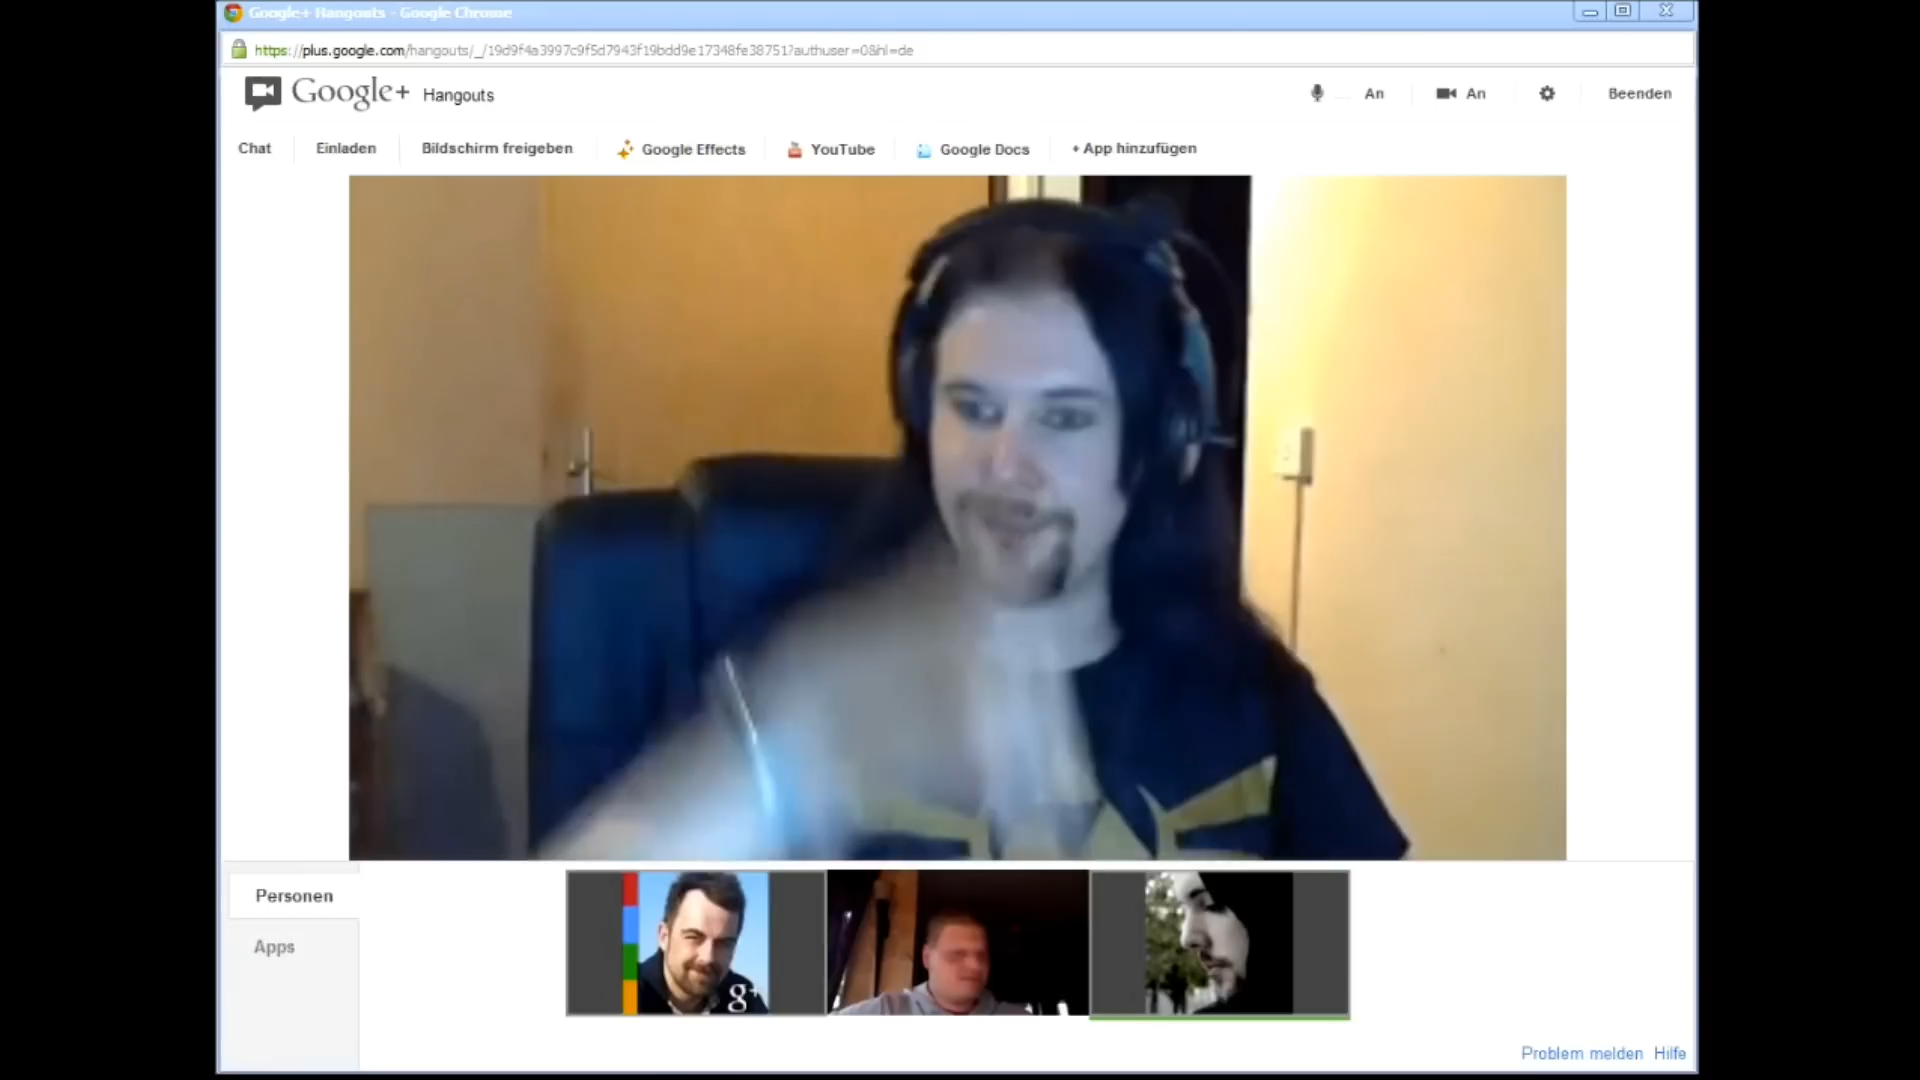 Google+ Hangouts - Google Chrome
https://plus.google.com/hangouts/_/19d9f4a3997c9f5d7943f19bdd9e17348fe38751?authuser=0&hl=de
Google+ Hangouts
An
An
Beenden
Chat
Einladen
Bildschirm freigeben
Google Effects
YouTube
Google Docs
+ App hinzufügen
Personen
Apps
g+
Problem melden
Hilfe